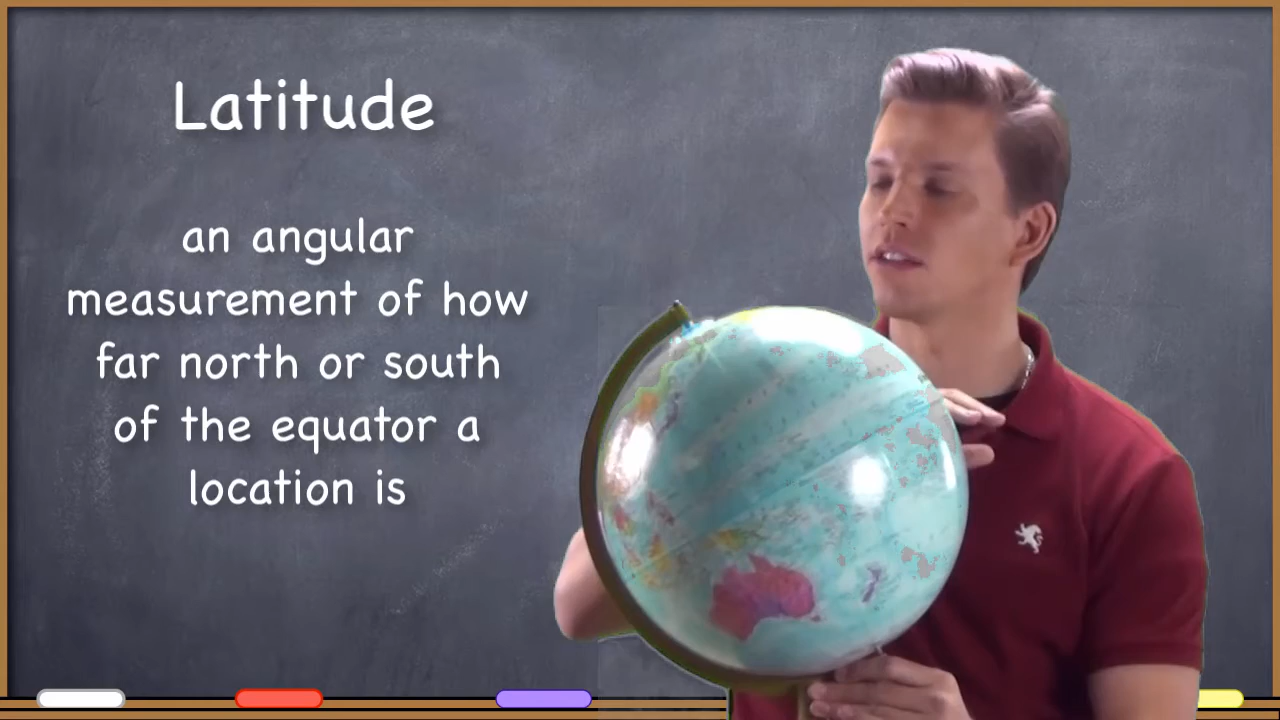 Latitude
an angular
measurement of how
far north or south
of the equator a
location is